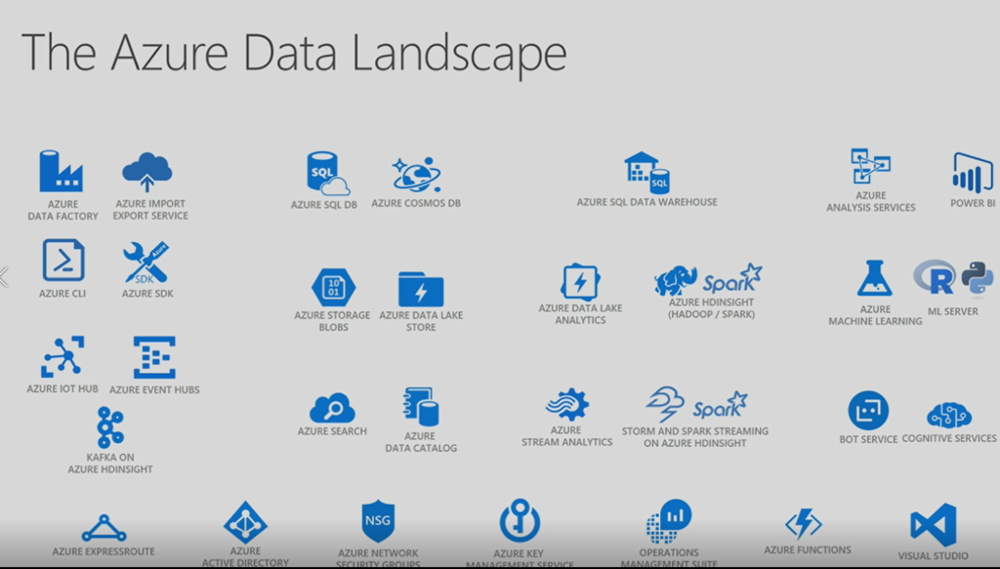 The Azure Data Landscape
AZURE
DATA FACTORY
AZURE IMPORT
EXPORT SERVICE
SQL
AZURE SQL DB
AZURE COSMOS DB
SQL
AZURE SQL DATA WAREHOUSE
AZURE
ANALYSIS SERVICES
POWER BI
AZURE CLI
Azure
SDK
AZURE SDK
10
01
AZURE STORAGE
BLOBS
AZURE DATA LAKE
STORE
AZURE DATA LAKE
ANALYTICS
Spark
AZURE HDINSIGHT
(HADOOP / SPARK)
AZURE
MACHINE LEARNING
R
ML SERVER
AZURE IOT HUB
AZURE EVENT HUBS
KAFKA ON
AZURE HDINSIGHT
AZURE SEARCH
AZURE
DATA CATALOG
AZURE
STREAM ANALYTICS
Spark
STORM AND SPARK STREAMING
ON AZURE HDINSIGHT
BOT SERVICE
COGNITIVE SERVICES
AZURE EXPRESSROUTE
AZURE
ACTIVE DIRECTORY
NSG
AZURE NETWORK
SECURITY GROUPS
AZURE KEY
MANAGEMENT SERVICE
OPERATIONS
MANAGEMENT SUITE
AZURE FUNCTIONS
VISUAL STUDIO